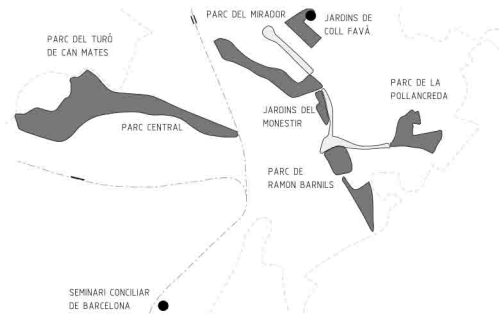 PARC DEL MIRADOR
JARDINS DE
COLL FAVÀ
PARC DEL TURÓ
DE CAN MATES
PARC DE LA
POLLANCREDA
JARDINS DEL
MONESTIR
PARC CENTRAL
PARC DE
RAMON BARNILS
SEMINARI CONCILIAR
DE BARCELONA